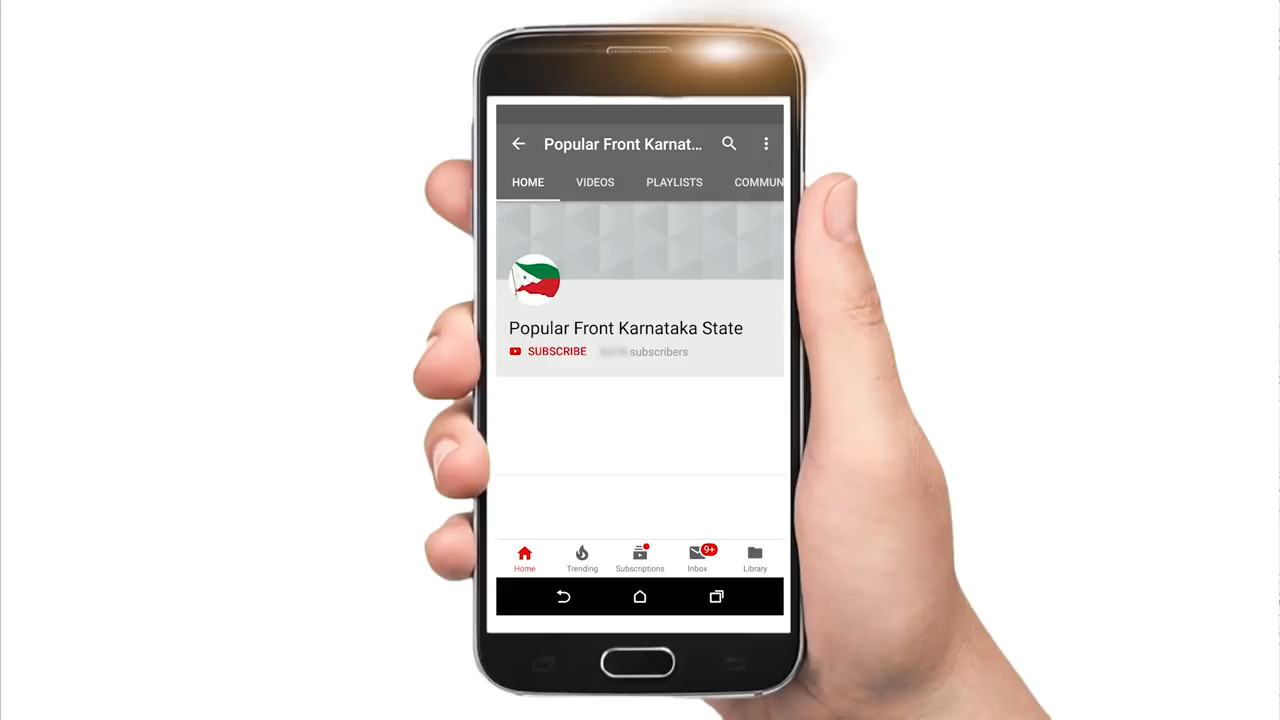 Popular Front Karnat...
HOME VIDEOS PLAYLISTS COMMUN
Popular Front Karnataka State
SUBSCRIBE subscribers
9+
Home Trending Subscriptions Inbox Library